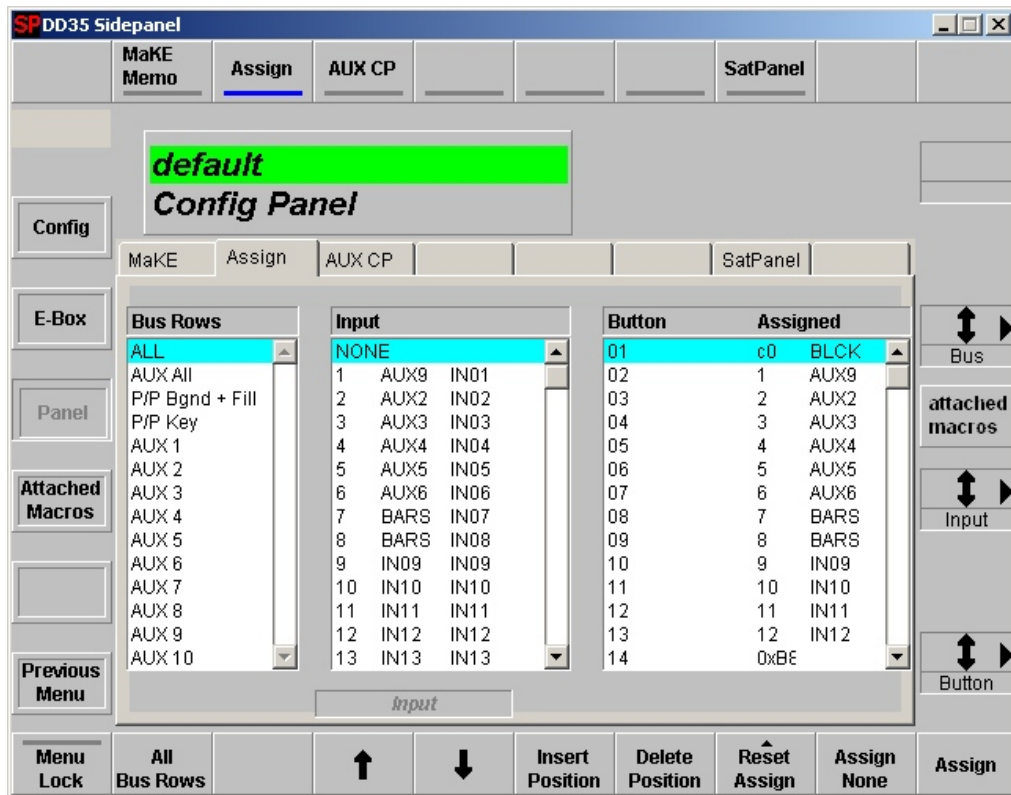 SP DD35 Sidepanel
MaKE Memo
Assign
AUX CP
SatPanel
default
Config Panel
Config
E-Box
Panel
Attached Macros
Previous Menu
MaKE Assign AUX CP SatPanel
Bus Rows
ALL
AUX All
P/P Bgnd + Fill
P/P Key
AUX 1
AUX 2
AUX 3
AUX 4
AUX 5
AUX 6
AUX 7
AUX 8
AUX 9
AUX 10
Input
NONE
1 AUX9 IN01
2 AUX2 IN02
3 AUX3 IN03
4 AUX4 IN04
5 AUX5 IN05
6 AUX6 IN06
7 BARS IN07
8 BARS IN08
9 IN09 IN09
10 IN10 IN10
11 IN11 IN11
12 IN12 IN12
13 IN13 IN13
Button Assigned
01 c0 BLCK
02 1 AUX9
03 2 AUX2
04 3 AUX3
05 4 AUX4
06 5 AUX5
07 6 AUX6
08 7 BARS
09 8 BARS
10 9 IN09
11 10 IN10
12 11 IN11
13 12 IN12
14
Input
Bus
attached macros
Input
Button
Menu Lock
All Bus Rows
Insert Position
Delete Position
Reset Assign
Assign None
Assign